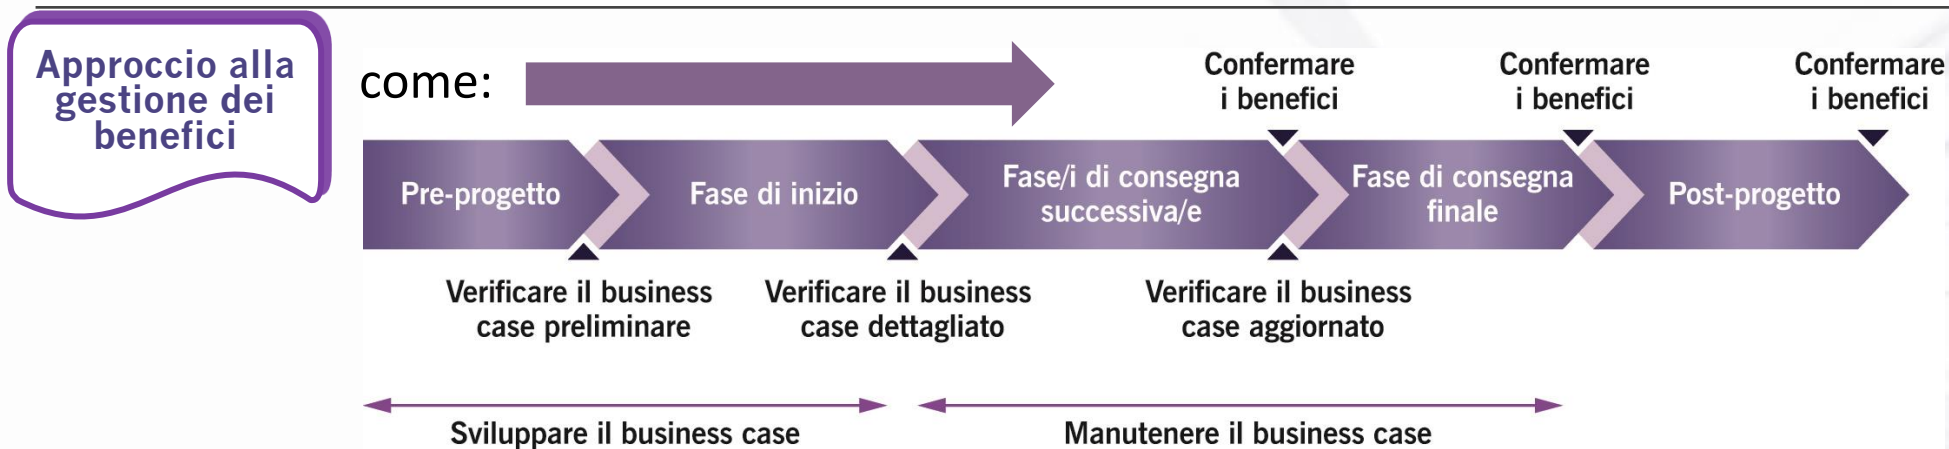 Approccio alla
gestione dei
benefici
come:
Confermare
i benefici
Confermare
i benefici
Confermare
i benefici
Pre-progetto
Fase di inizio
Fase/i di consegna
successiva/e
Fase di consegna
finale
Post-progetto
Verificare il business
case preliminare
Verificare il business
case dettagliato
Verificare il business
case aggiornato
Sviluppare il business case
Manutenere il business case